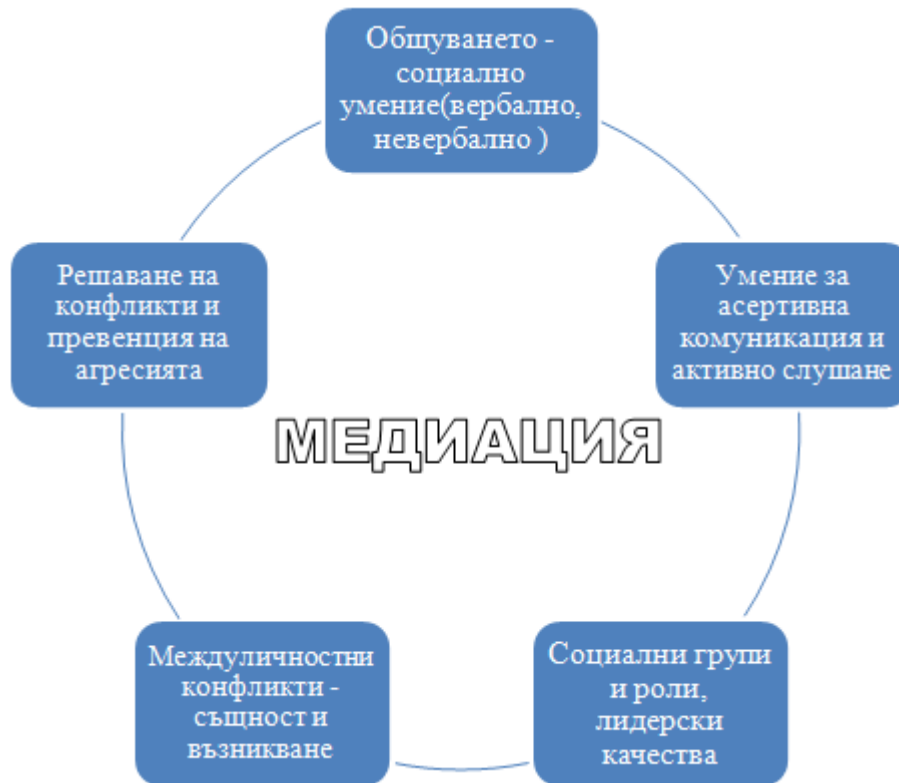 Общуването -
социално
умение(вербално,
невербално )
Умение за
асертивна
комуникация и
активно слушане
Социални групи
и роли,
лидерски
качества
Междуличностни
конфликти -
същност и
възникване
Решаване на
конфликти и
превенция на
агресията
МЕДИАЦИЯ